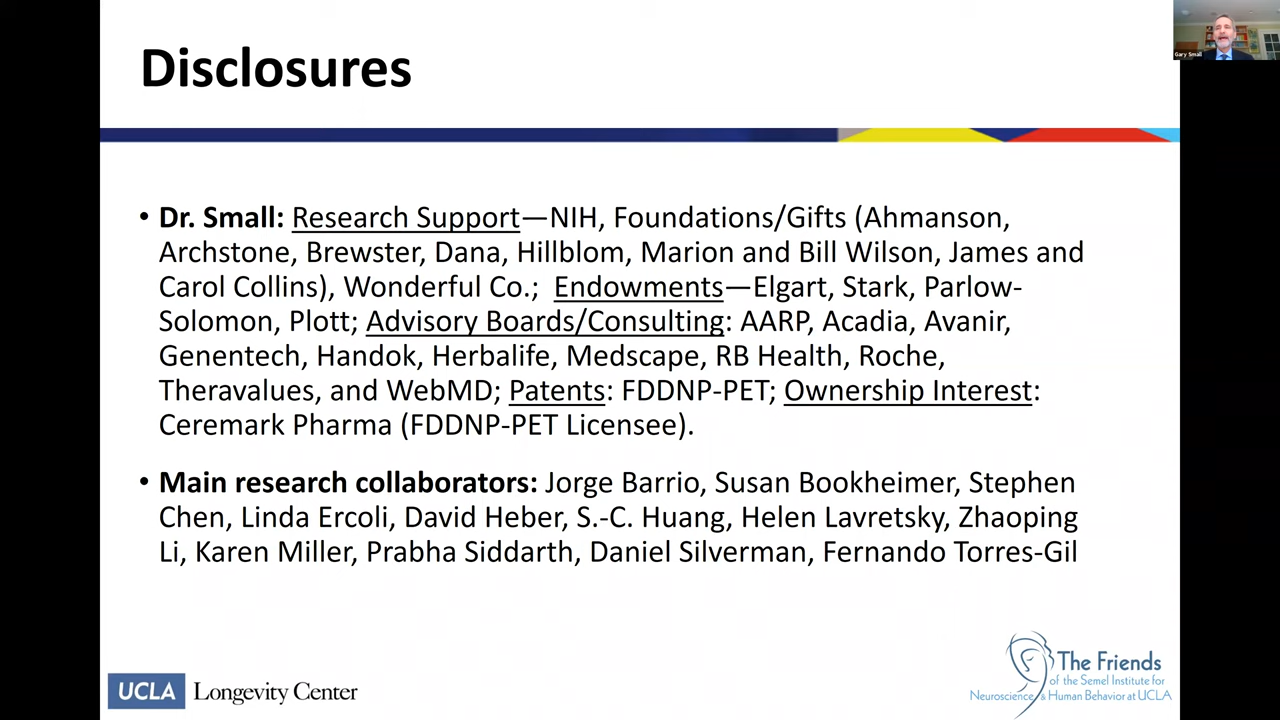 Disclosures
Gary Small
• Dr. Small: Research Support—NIH, Foundations/Gifts (Ahmanson,
Archstone, Brewster, Dana, Hillblom, Marion and Bill Wilson, James and
Carol Collins), Wonderful Co.; Endowments—Elgart, Stark, Parlow-
Solomon, Plott; Advisory Boards/Consulting: AARP, Acadia, Avanir,
Genentech, Handok, Herbalife, Medscape, RB Health, Roche,
Theravalues, and WebMD; Patents: FDDNP-PET; Ownership Interest:
Ceremark Pharma (FDDNP-PET Licensee).
• Main research collaborators: Jorge Barrio, Susan Bookheimer, Stephen
Chen, Linda Ercoli, David Heber, S.-C. Huang, Helen Lavretsky, Zhaoping
Li, Karen Miller, Prabha Siddarth, Daniel Silverman, Fernando Torres-Gil
UCLA Longevity Center
The Friends
of the Semel Institute for
Neuroscience & Human Behavior at UCLA